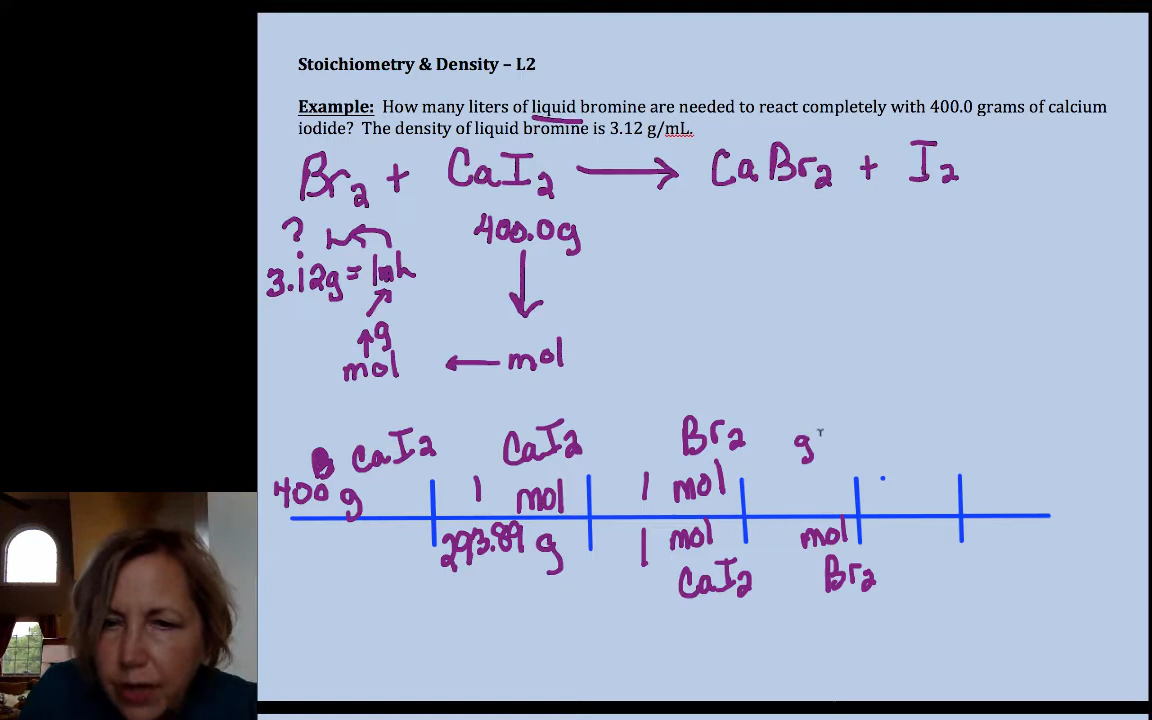 Stoichiometry & Density – L2
Example: How many liters of liquid bromine are needed to react completely with 400.0 grams of calcium
iodide? The density of liquid bromine is 3.12 g/mL.
Br2 + CaI2 → CaBr2 + I2
? L 400.0g
3.12g = 1mL
g
mol ← mol
CaI2 CaI2 Br2 g
400 g 1 mol 1 mol
293.89 g 1 mol mol
CaI2 Br2